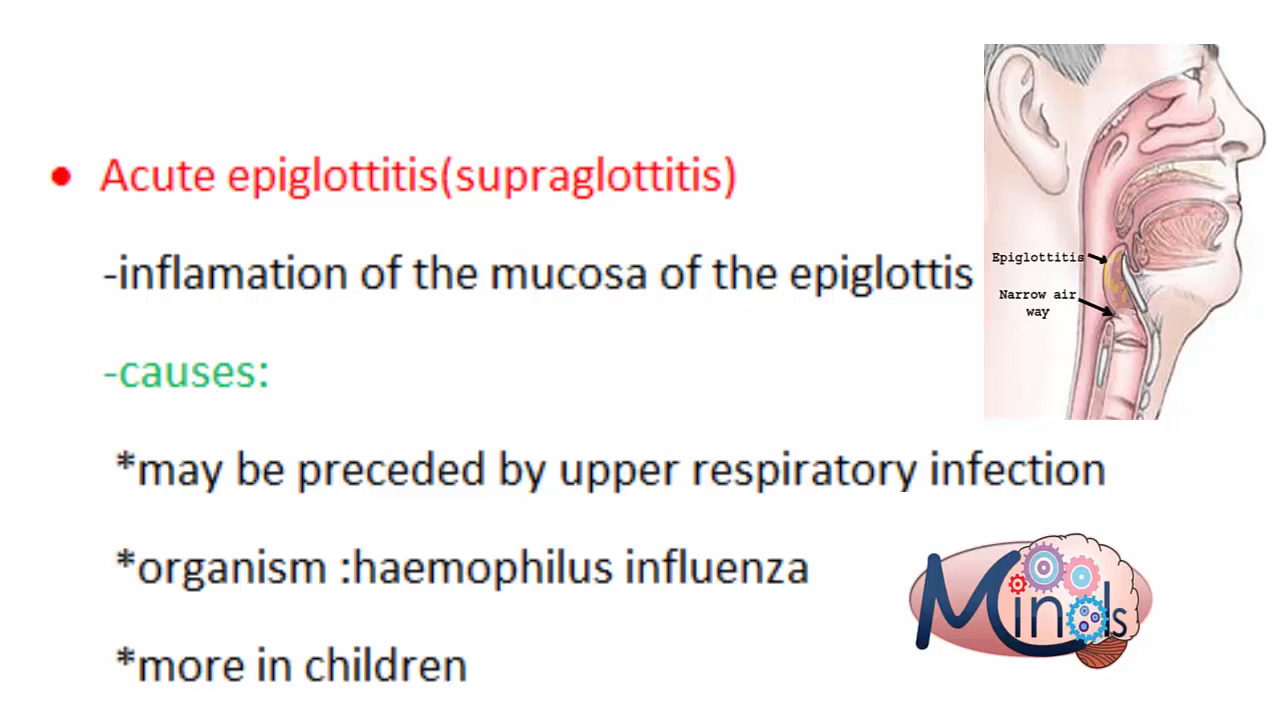 • Acute epiglottitis(supraglottitis)
-inflamation of the mucosa of the epiglottis
Epiglottitis
Narrow air
way
-causes:
*may be preceded by upper respiratory infection
*organism :haemophilus influenza
*more in children
Minds